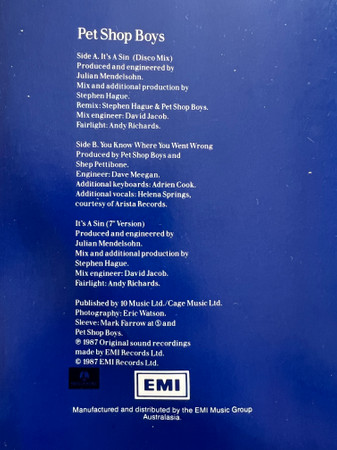 Pet Shop Boys
Side A. It's A Sin (Disco Mix)
Produced and engineered by
Julian Mendelsohn.
Mix and additional production by
Stephen Hague.
Remix: Stephen Hague & Pet Shop Boys.
Mix engineer: David Jacob.
Fairlight: Andy Richards.
Side B. You Know Where You Went Wrong
Produced by Pet Shop Boys and
Shep Pettibone.
Engineer: Dave Meegan.
Additional keyboards: Adrien Cook.
Additional vocals: Helena Springs,
courtesy of Arista Records.
It's A Sin (7" Version)
Produced and engineered by
Julian Mendelsohn.
Mix and additional production by
Stephen Hague.
Mix engineer: David Jacob.
Fairlight: Andy Richards.
Published by 10 Music Ltd./Cage Music Ltd.
Photography: Eric Watson.
Sleeve: Mark Farrow at ③ and
Pet Shop Boys.
℗ 1987 Original sound recordings
made by EMI Records Ltd.
© 1987 EMI Records Ltd.
EMI
Manufactured and distributed by the EMI Music Group
Australasia.